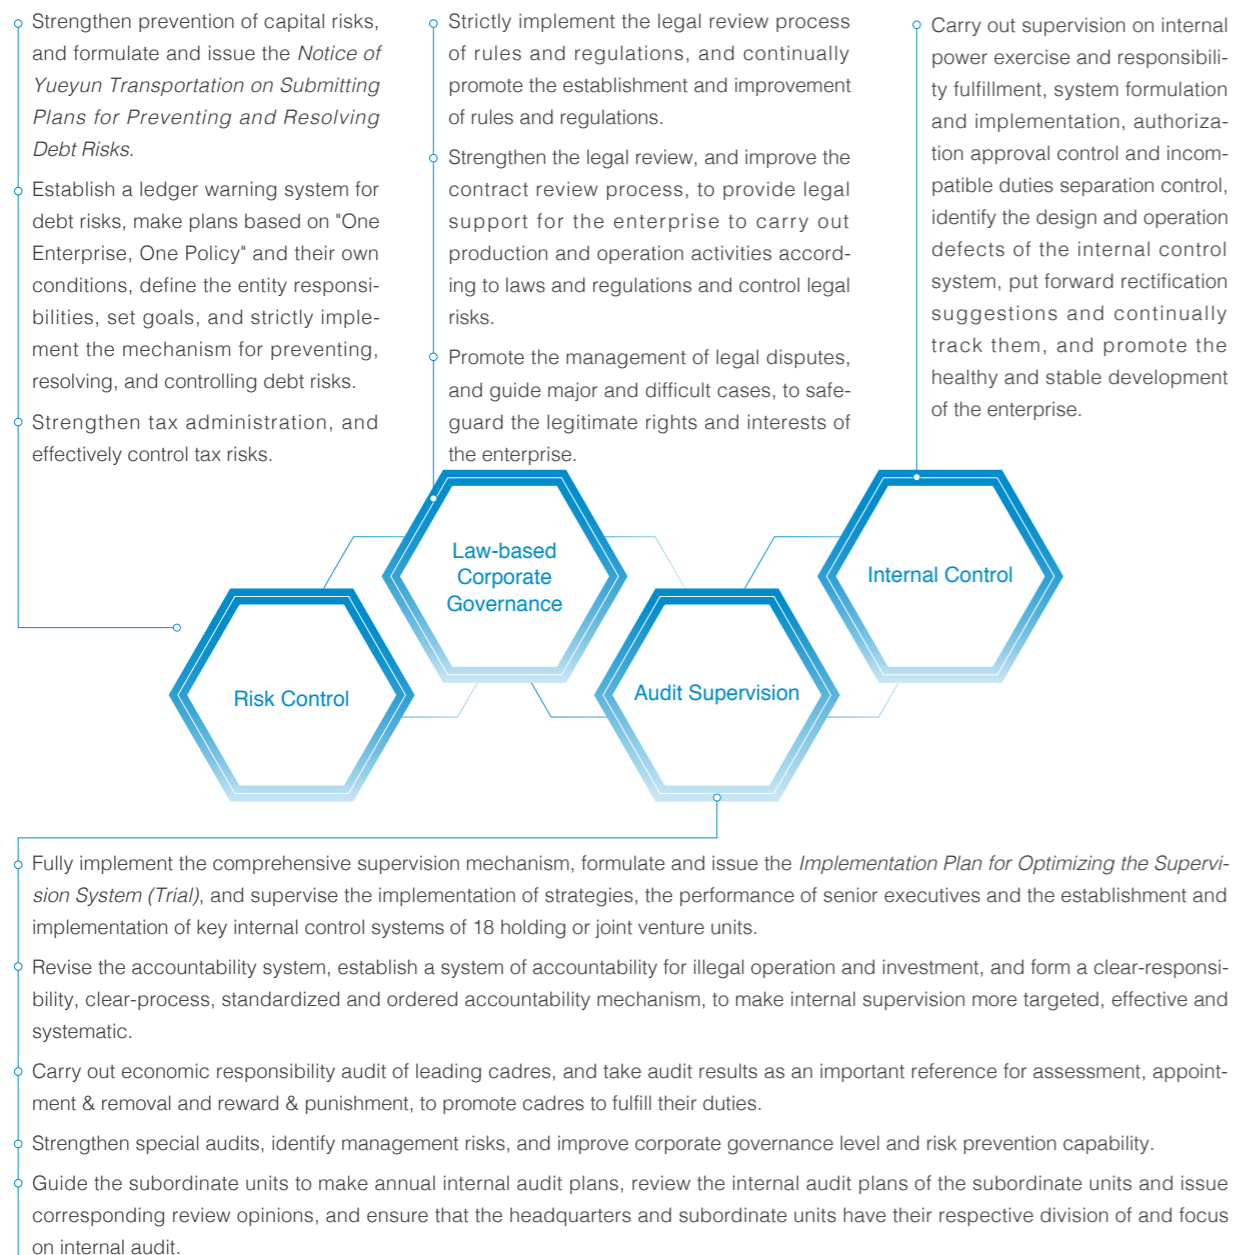 Strengthen prevention of capital risks,
and formulate and issue the Notice of
Yueyun Transportation on Submitting
Plans for Preventing and Resolving
Debt Risks.
Establish a ledger warning system for
debt risks, make plans based on "One
Enterprise, One Policy" and their own
conditions, define the entity responsi-
bilities, set goals, and strictly imple-
ment the mechanism for preventing,
resolving, and controlling debt risks.
Strengthen tax administration, and
effectively control tax risks.
Strictly implement the legal review process
of rules and regulations, and continually
promote the establishment and improvement
of rules and regulations.
Strengthen the legal review, and improve the
contract review process, to provide legal
support for the enterprise to carry out
production and operation activities accord-
ing to laws and regulations and control legal
risks.
Promote the management of legal disputes,
and guide major and difficult cases, to safe-
guard the legitimate rights and interests of
the enterprise.
Carry out supervision on internal
power exercise and responsibili-
ty fulfillment, system formulation
and implementation, authoriza-
tion approval control and incom-
patible duties separation control,
identify the design and operation
defects of the internal control
system, put forward rectification
suggestions and continually
track them, and promote the
healthy and stable development
of the enterprise.
Law-based
Corporate
Governance
Internal Control
Risk Control
Audit Supervision
Fully implement the comprehensive supervision mechanism, formulate and issue the Implementation Plan for Optimizing the Supervi-
sion System (Trial), and supervise the implementation of strategies, the performance of senior executives and the establishment and
implementation of key internal control systems of 18 holding or joint venture units.
Revise the accountability system, establish a system of accountability for illegal operation and investment, and form a clear-responsi-
bility, clear-process, standardized and ordered accountability mechanism, to make internal supervision more targeted, effective and
systematic.
Carry out economic responsibility audit of leading cadres, and take audit results as an important reference for assessment, appoint-
ment & removal and reward & punishment, to promote cadres to fulfill their duties.
Strengthen special audits, identify management risks, and improve corporate governance level and risk prevention capability.
Guide the subordinate units to make annual internal audit plans, review the internal audit plans of the subordinate units and issue
corresponding review opinions, and ensure that the headquarters and subordinate units have their respective division of and focus
on internal audit.